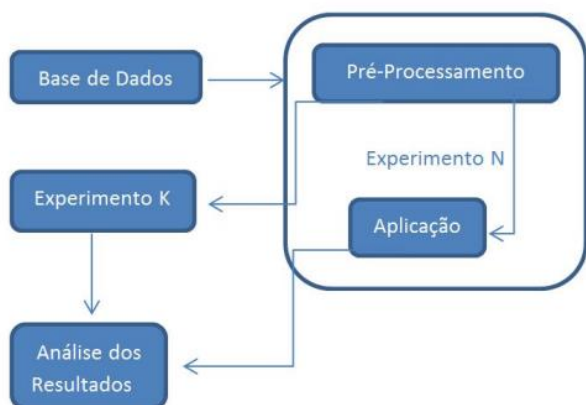 Base de Dados
Pré-Processamento
Experimento N
Experimento K
Aplicação
Análise dos
Resultados